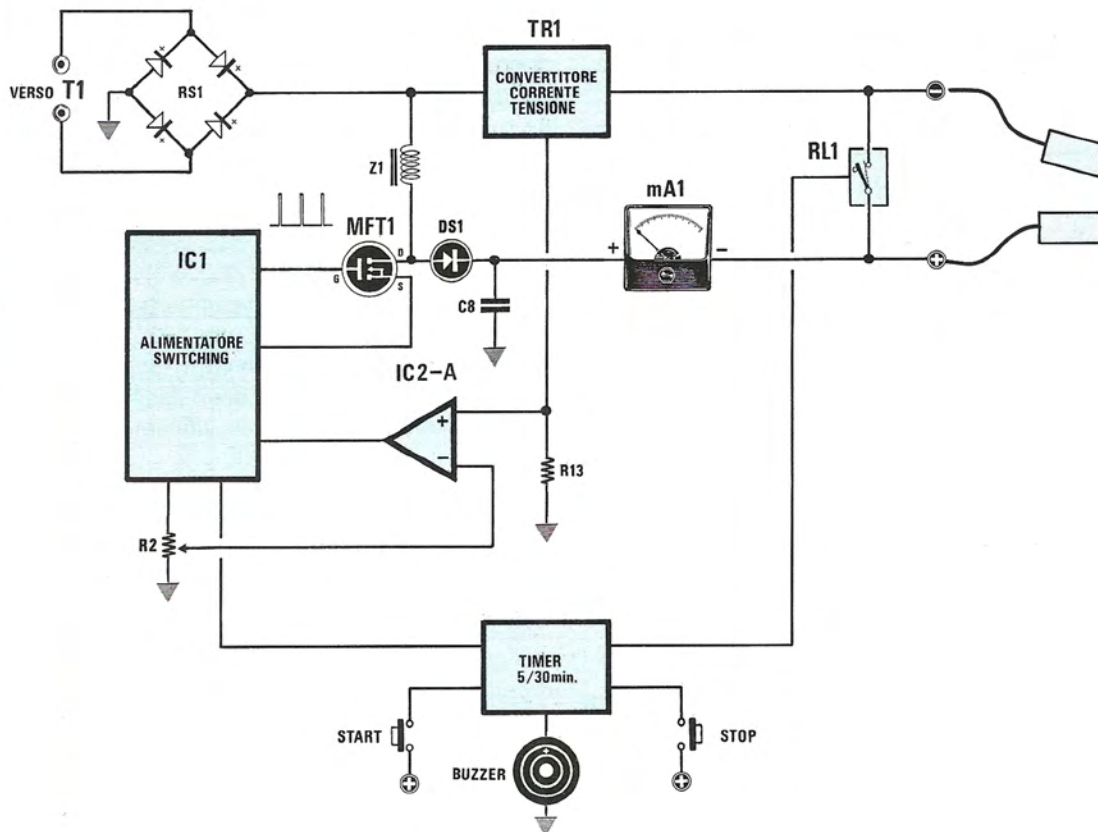 TR1
CONVERTITORE
CORRENTE
TENSIONE
VERSO T1
RS1
Z1
RL1
mA1
+
-
MFT1
D
G
S
DS1
C8
IC1
ALIMENTATORE
SWITCHING
IC2-A
+
-
R13
R2
TIMER
5/30min.
START
STOP
BUZZER